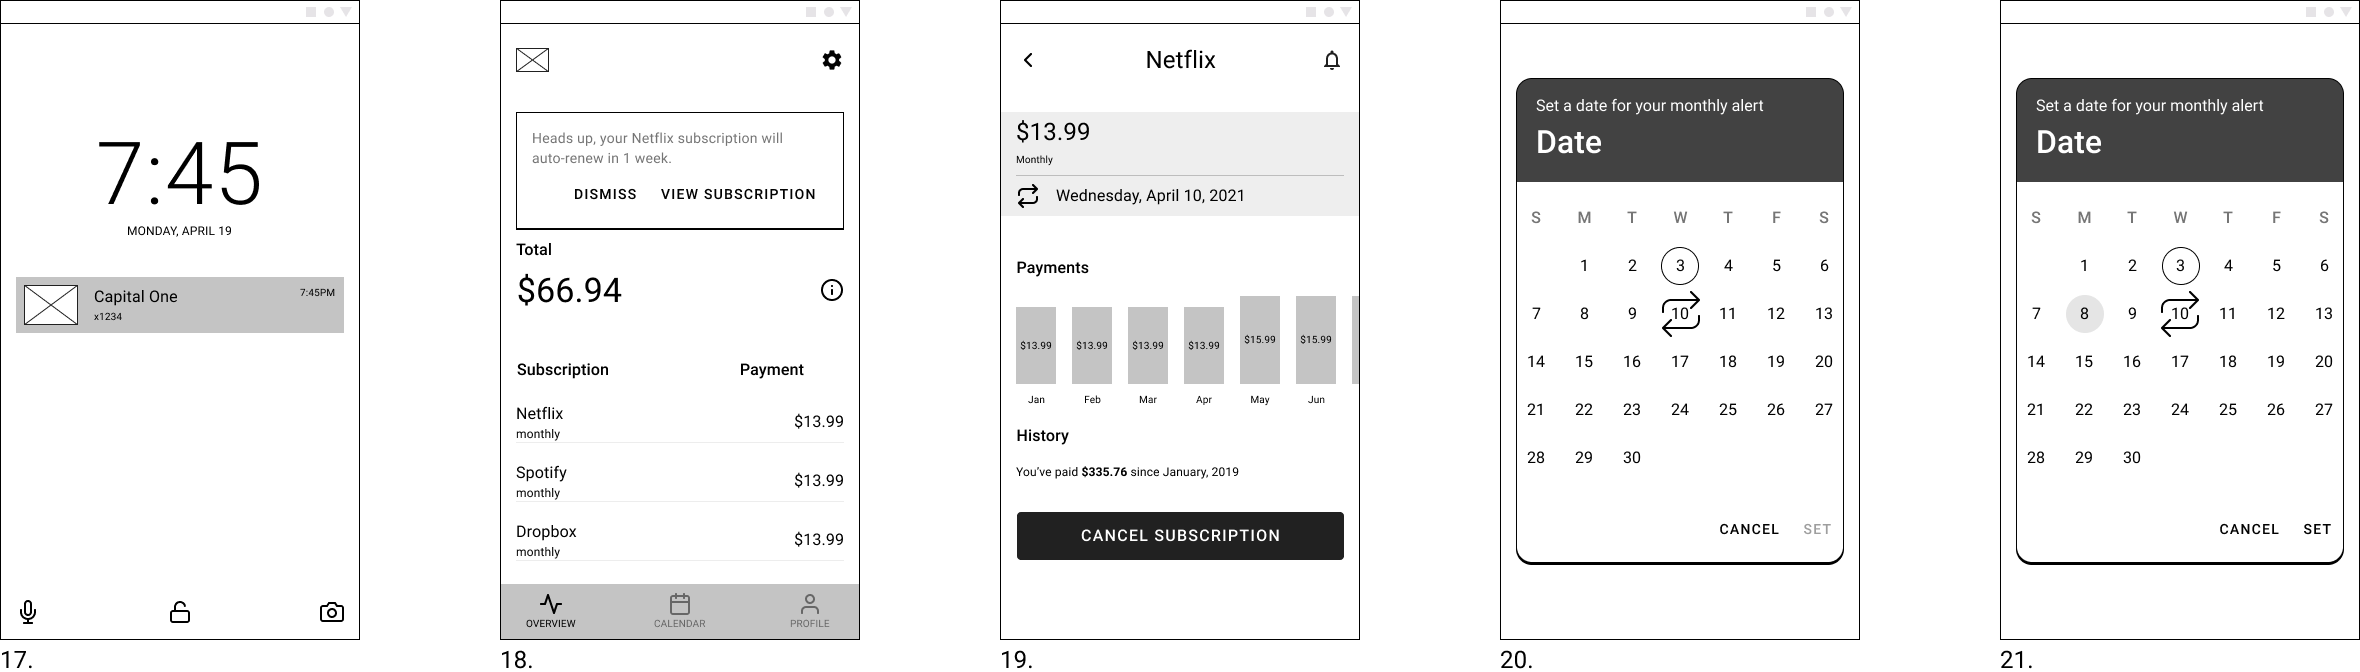 7:45
MONDAY, APRIL 19
Capital One
7:45PM
x1234
17.
Heads up, your Netflix subscription will
auto-renew in 1 week.
DISMISS VIEW SUBSCRIPTION
Total
$66.94
Subscription Payment
Netflix
monthly
$13.99
Spotify
monthly
$13.99
Dropbox
monthly
$13.99
OVERVIEW CALENDAR PROFILE
18.
Netflix
$13.99
Monthly
Wednesday, April 10, 2021
Payments
$13.99 $13.99 $13.99 $13.99 $15.99 $15.99
Jan Feb Mar Apr May Jun
History
You've paid $335.76 since January, 2019
CANCEL SUBSCRIPTION
19.
Set a date for your monthly alert
Date
S M T W T F S
1 2 3 4 5 6
7 8 9 10 11 12 13
14 15 16 17 18 19 20
21 22 23 24 25 26 27
28 29 30
CANCEL SET
20.
Set a date for your monthly alert
Date
S M T W T F S
1 2 3 4 5 6
7 8 9 10 11 12 13
14 15 16 17 18 19 20
21 22 23 24 25 26 27
28 29 30
CANCEL SET
21.